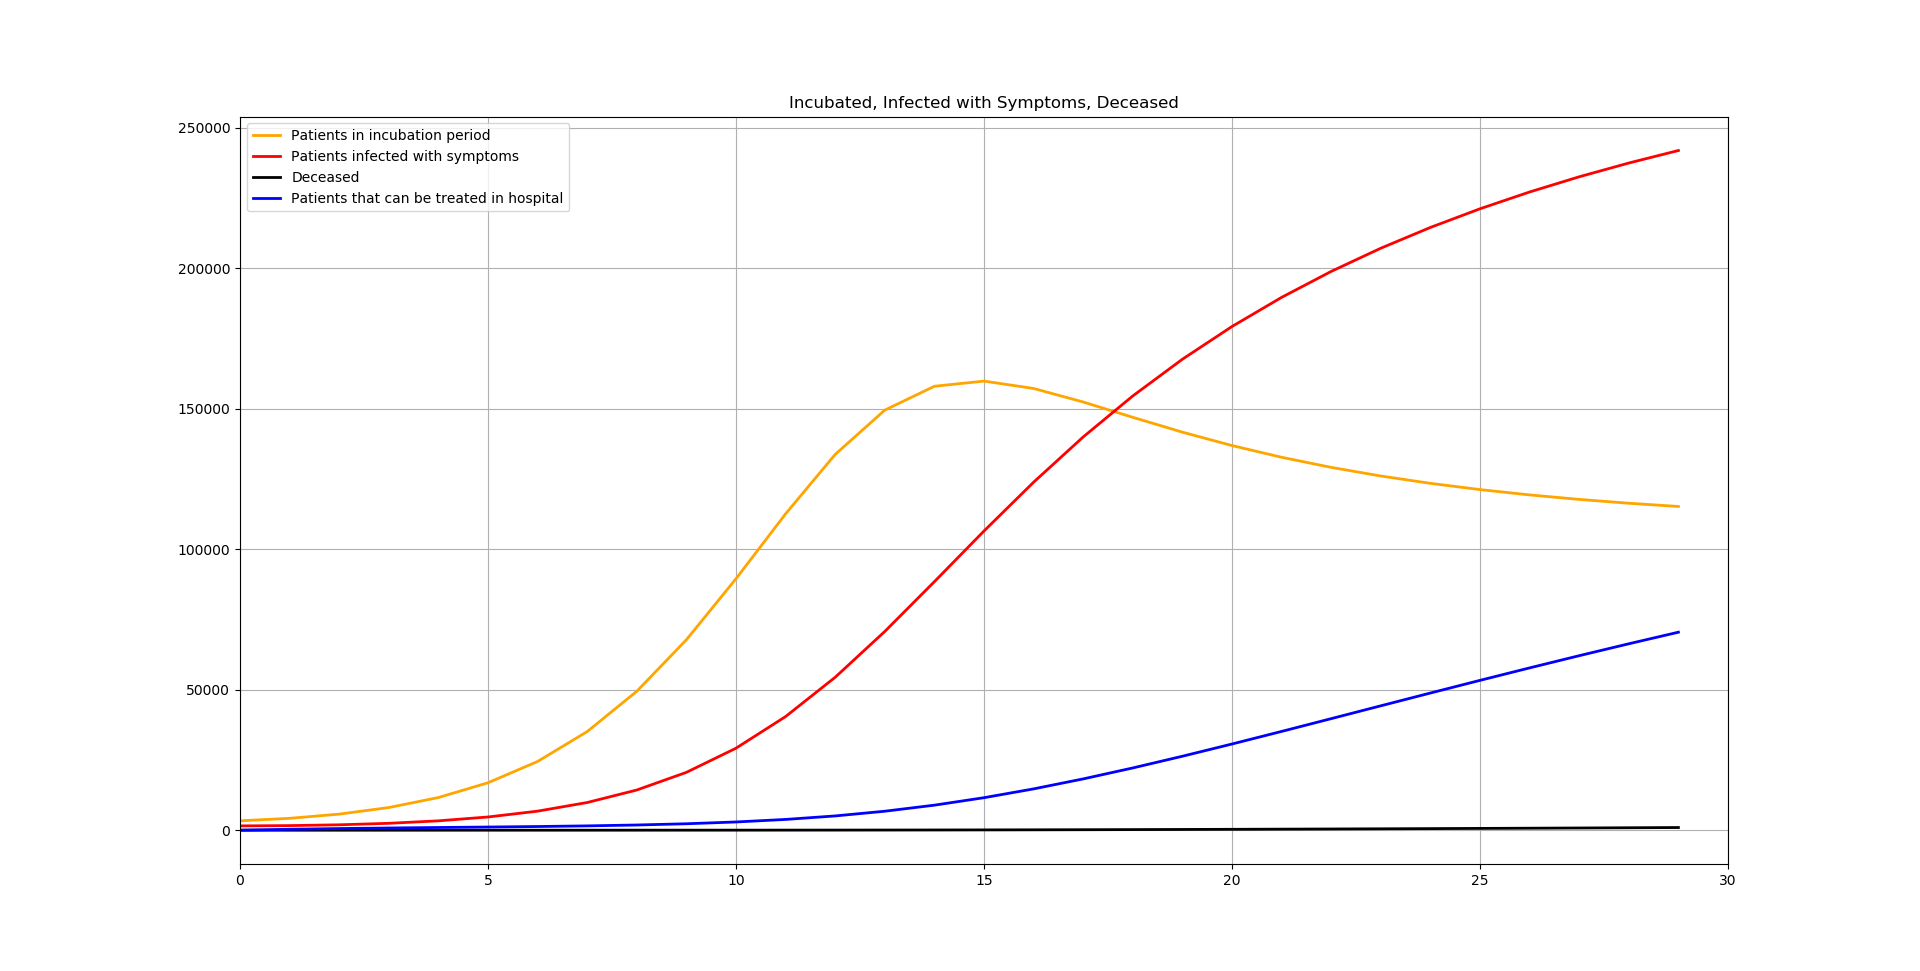 Incubated, Infected with Symptoms, Deceased
250000
200000
150000
100000
50000
0
Patients in incubation period
Patients infected with symptoms
Deceased
Patients that can be treated in hospital
0 5 10 15 20 25 30